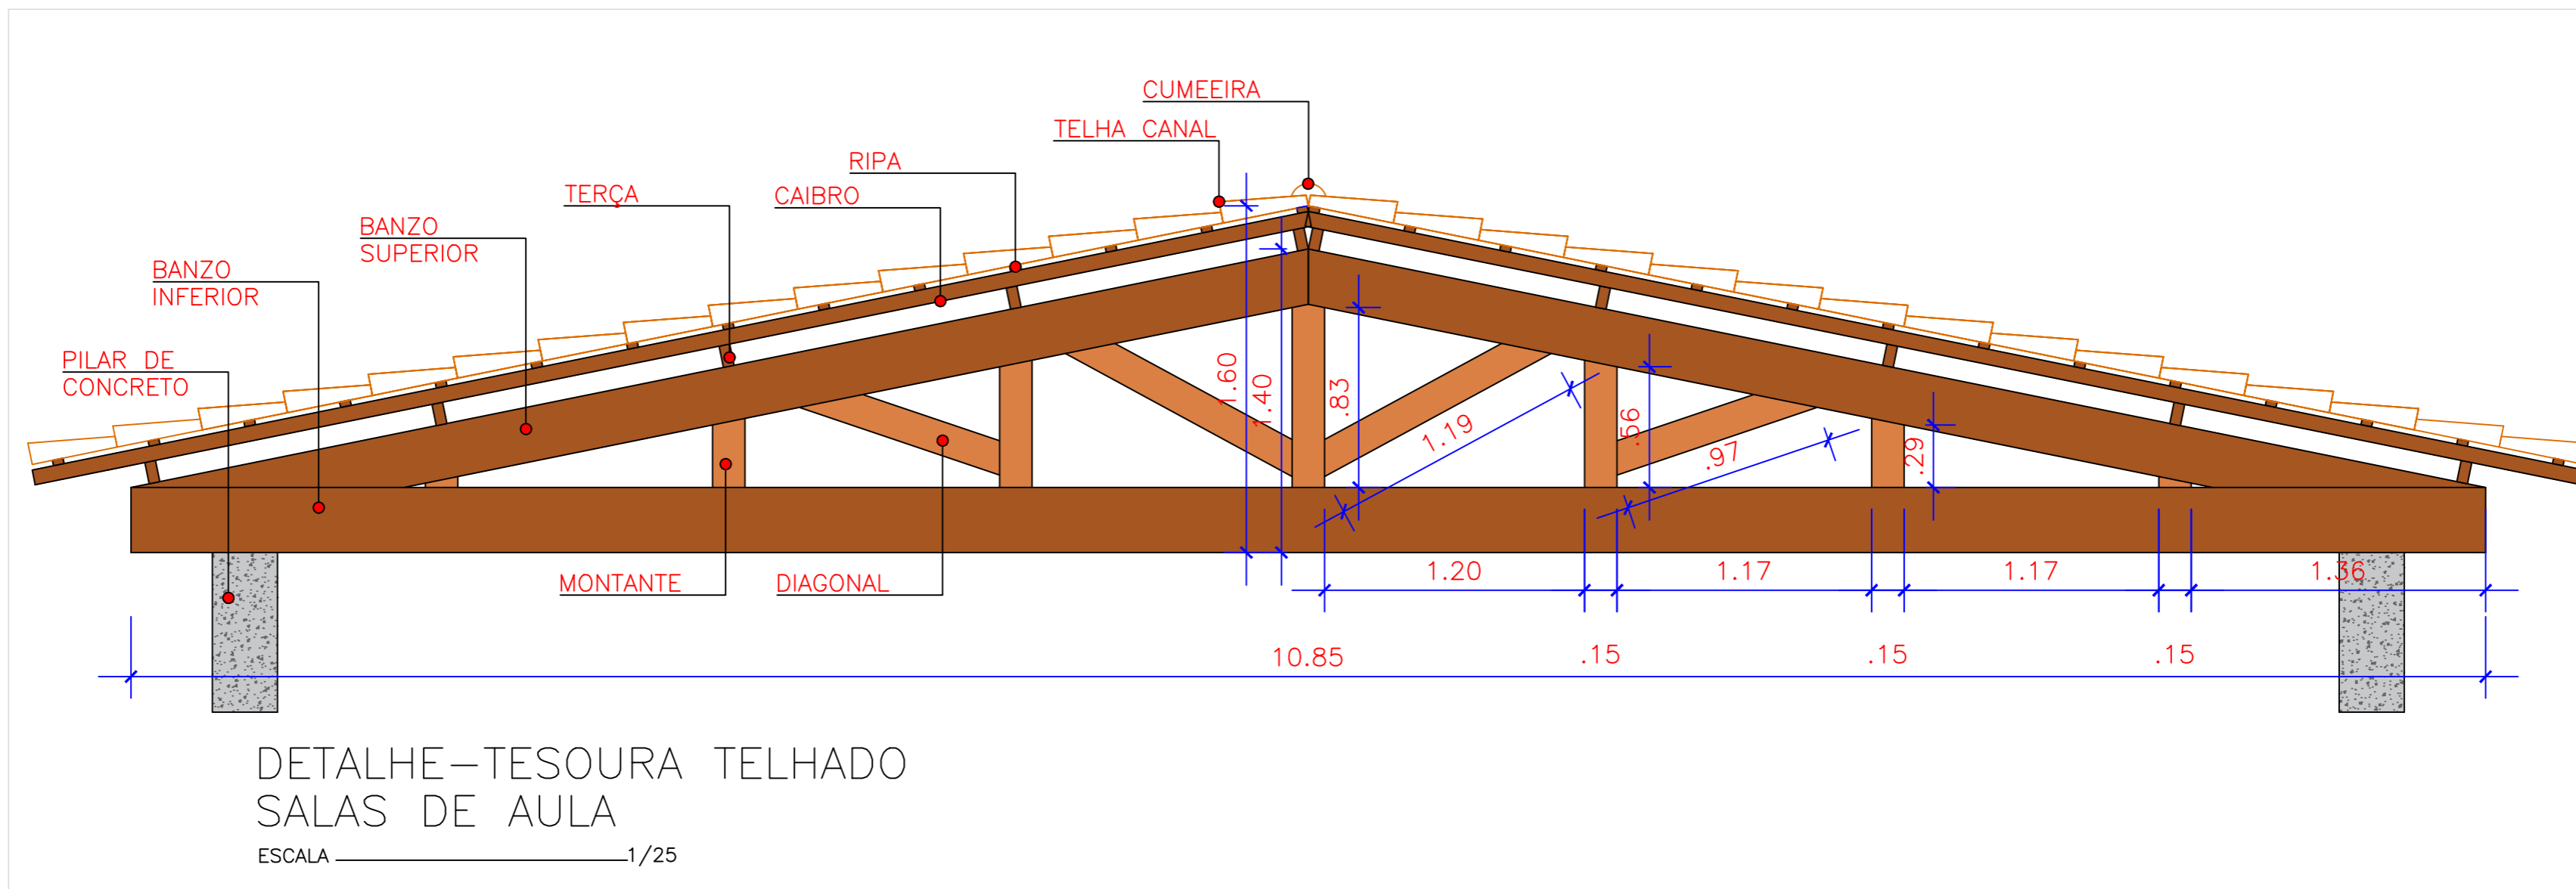 CUMEEIRA
TELHA CANAL
RIPA
CAIBRO
TERÇA
BANZO
SUPERIOR
BANZO
INFERIOR
PILAR DE
CONCRETO
MONTANTE
DIAGONAL
1.60
1.40
.83
1.19
.56
.97
.29
1.20
1.17
1.17
1.36
10.85
.15
.15
.15
DETALHE-TESOURA TELHADO
SALAS DE AULA
ESCALA 1/25